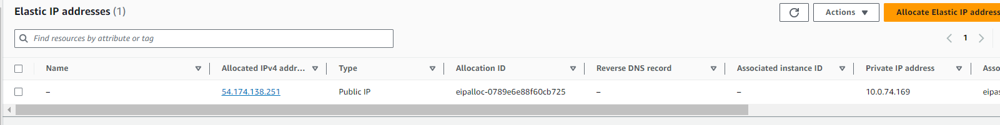 Elastic IP addresses (1)
Actions
Allocate Elastic IP address
Find resources by attribute or tag
1
Name Allocated IPv4 addr... Type Allocation ID Reverse DNS record Associated instance ID Private IP address Asso
– 54.174.138.251 Public IP eipalloc-0789e6e88f60cb725 – – 10.0.74.169 eipas